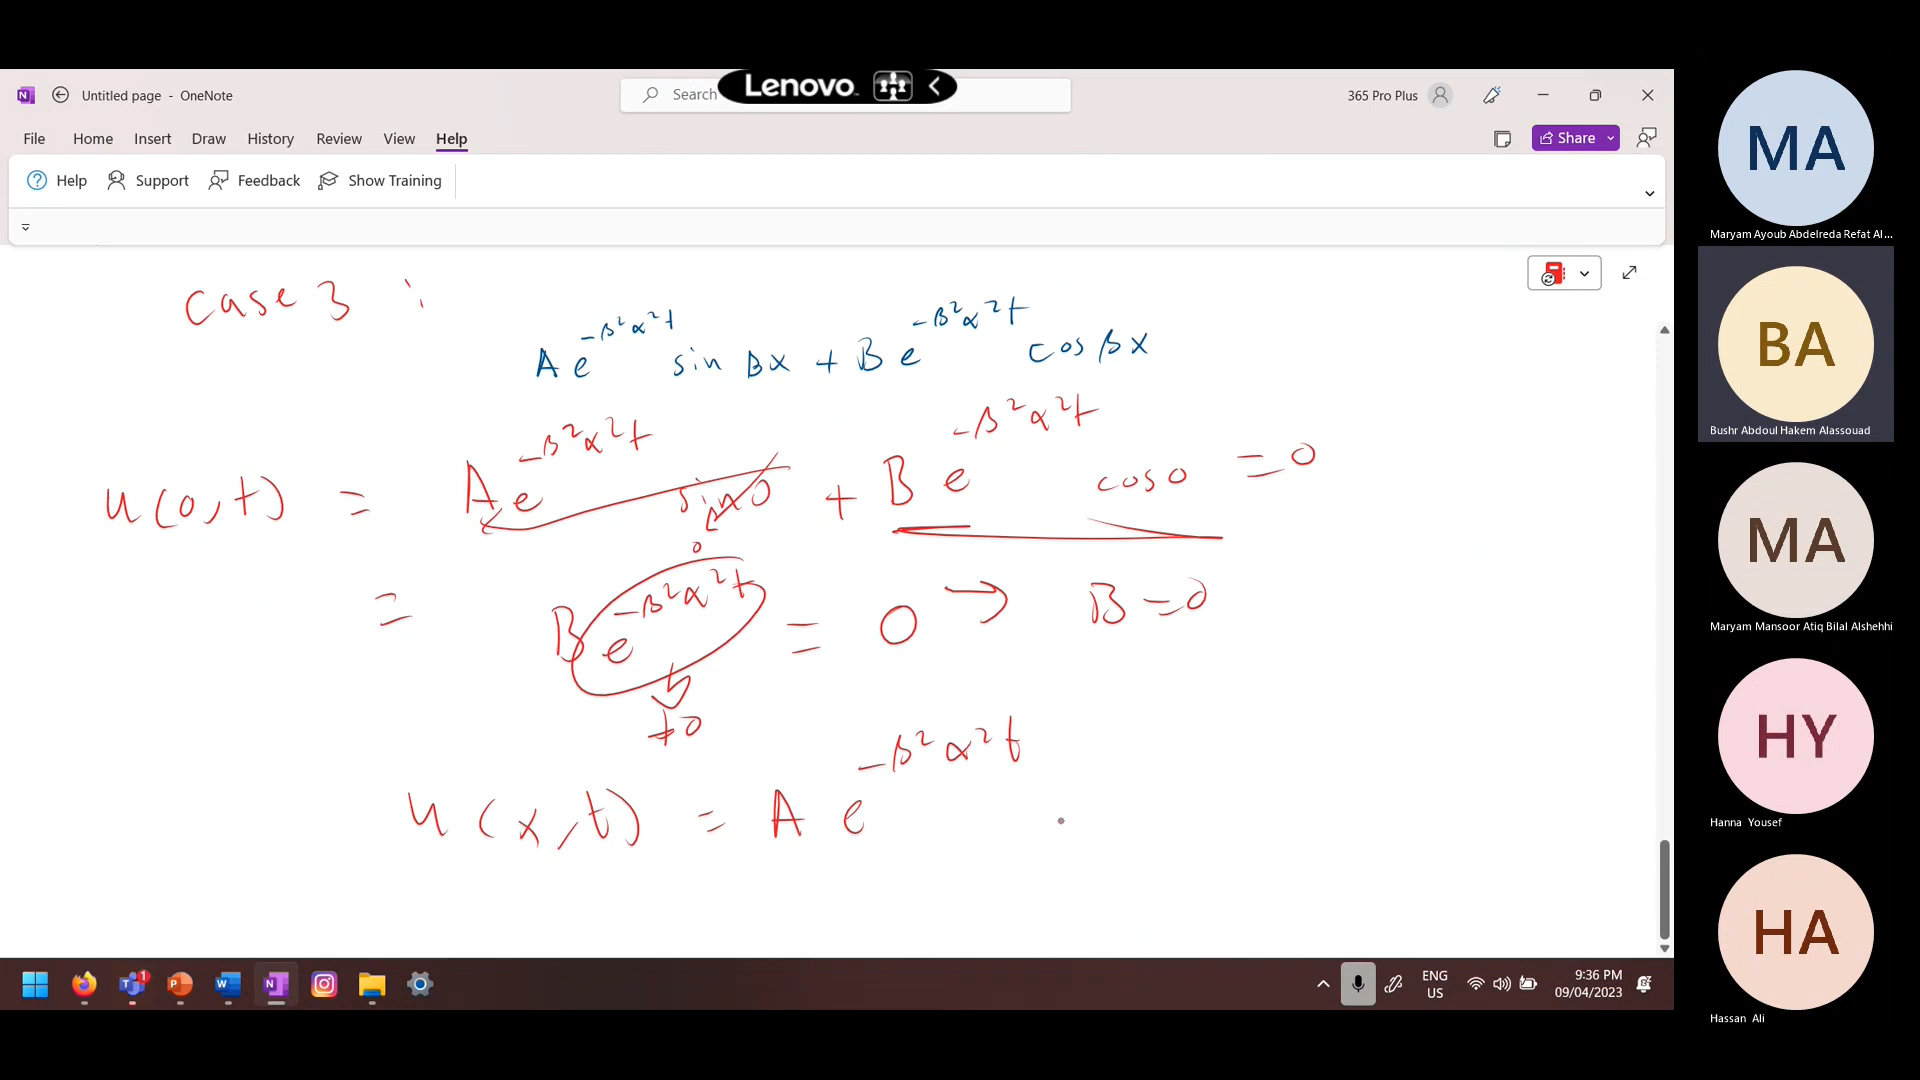 Lenovo
Untitled page - OneNote
Search
365 Pro Plus
File Home Insert Draw History Review View Help
Share
Help Support Feedback Show Training
Case 3 :
A e^{-β²α²t} sin βx + B e^{-β²α²t} cos βx
u(0,t) = A e^{-β²α²t} sin 0 + B e^{-β²α²t} cos 0 = 0
0
= B e^{-β²α²t} = 0 → B = 0
≠ 0
u(x,t) = A e^{-β²α²t}
MA
Maryam Ayoub Abdelreda Refat Al...
BA
Bushr Abdoul Hakem Alassouad
MA
Maryam Mansoor Atiq Bilal Alshehhi
HY
Hanna Yousef
HA
Hassan Ali
1
ENG
US
9:36 PM
09/04/2023